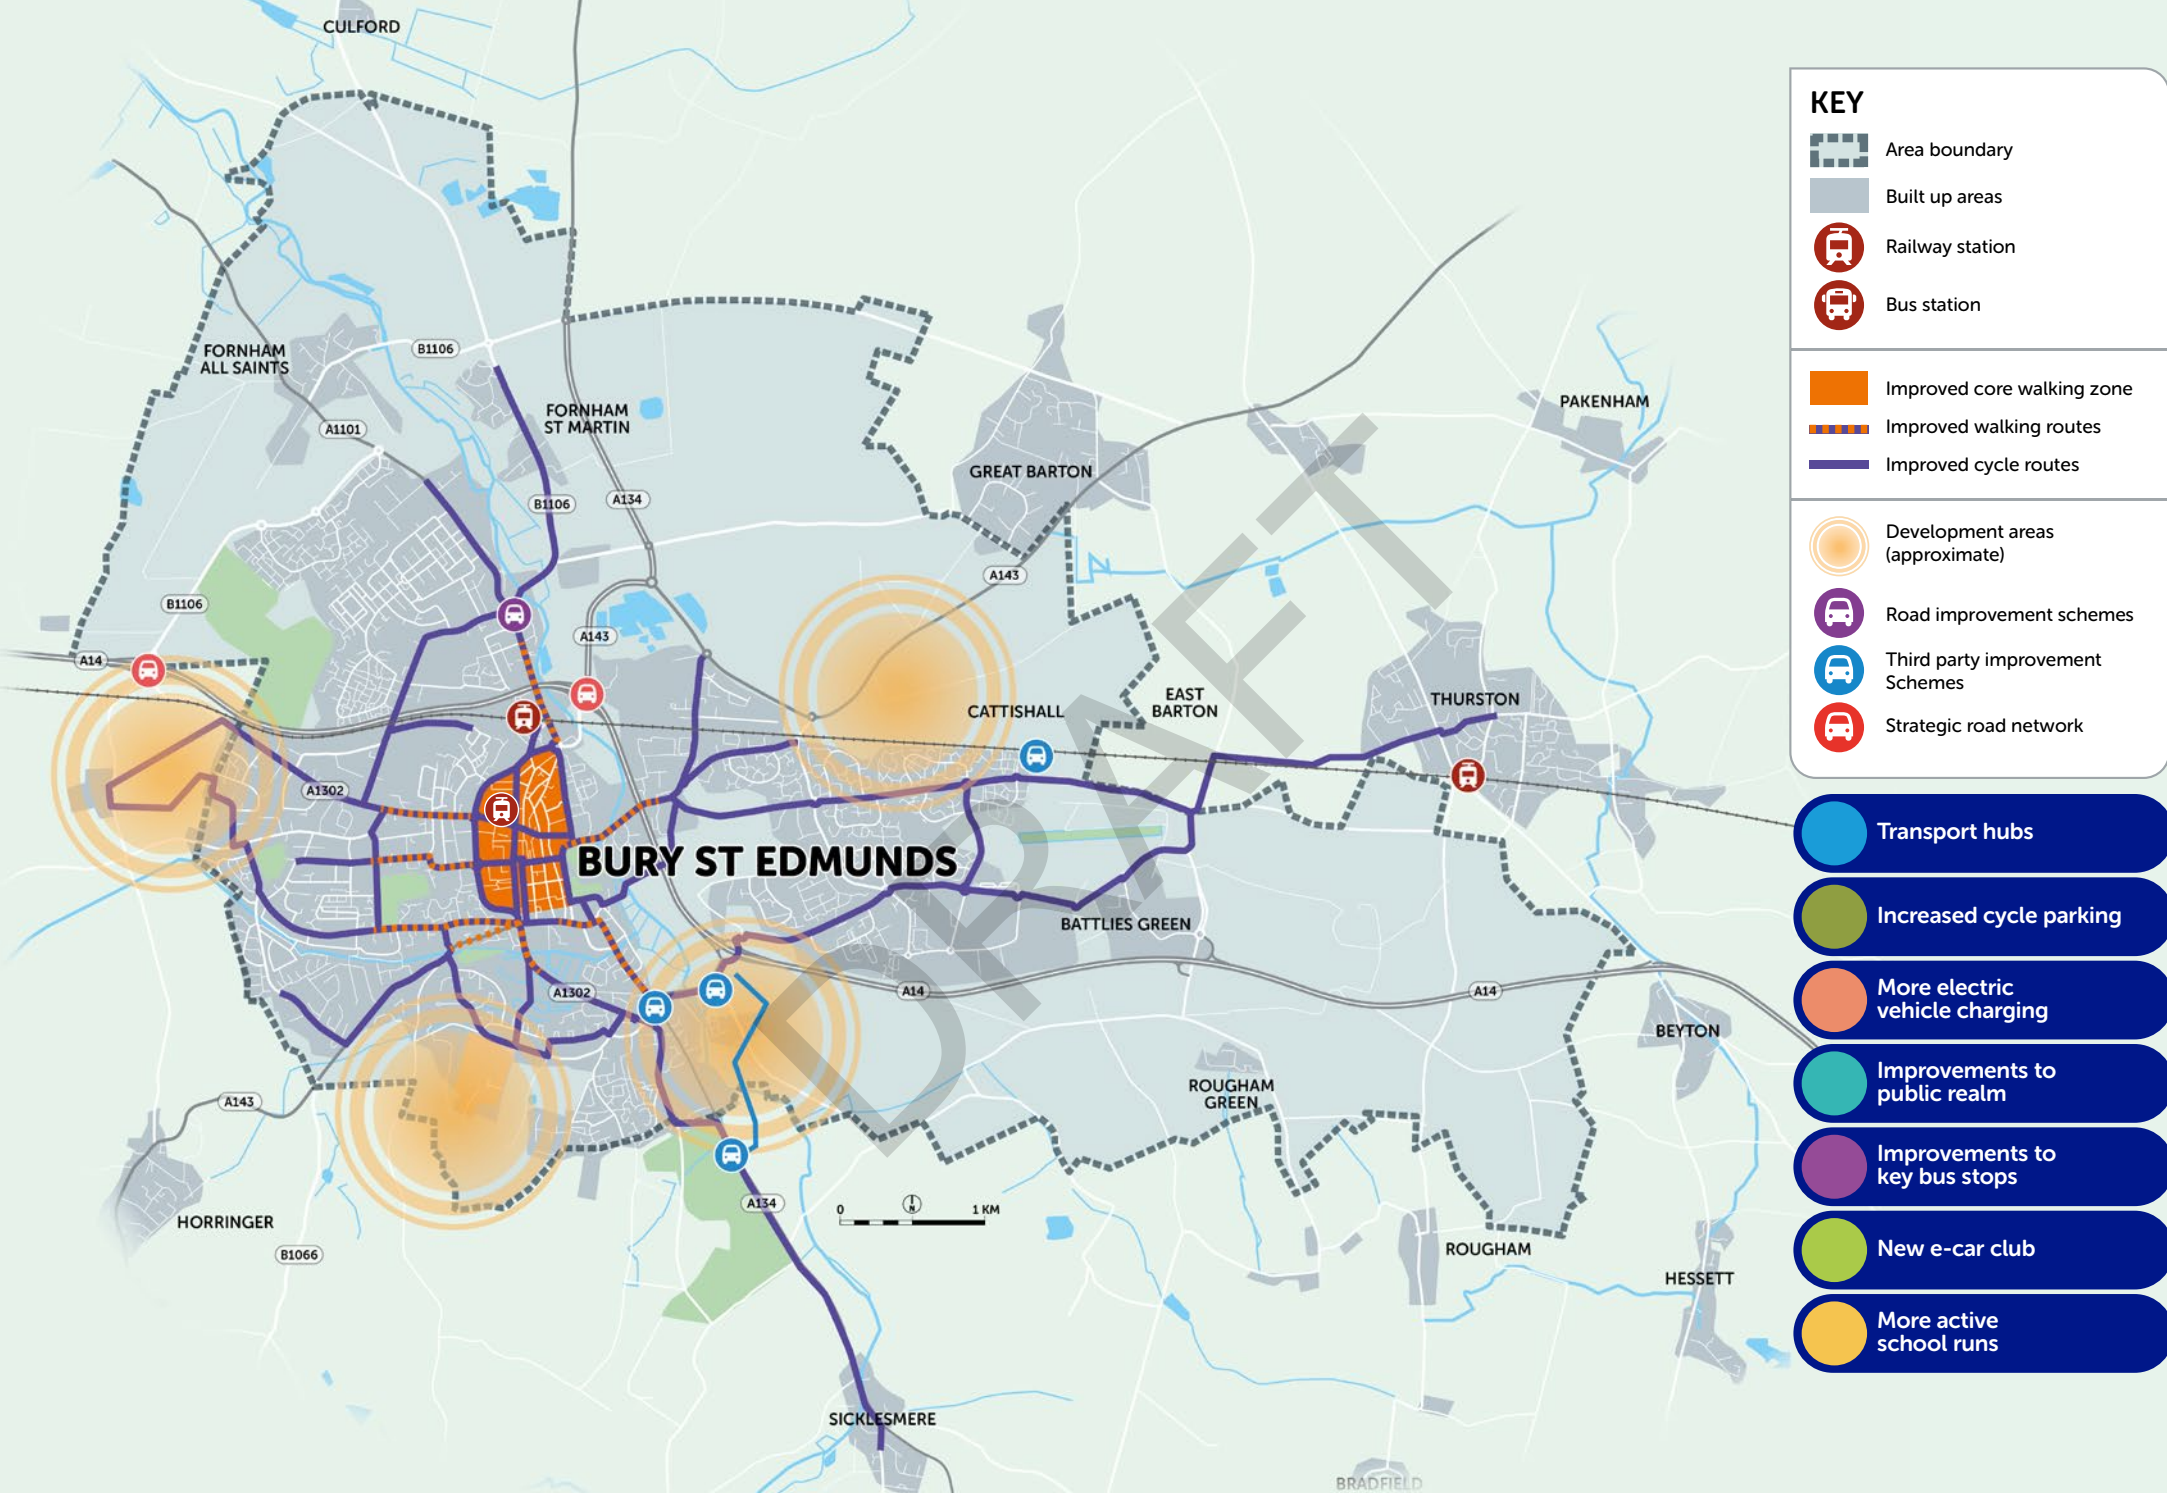 CULFORD
FORNHAM
ALL SAINTS
B1106
A1101
FORNHAM
ST MARTIN
B1106
A134
GREAT BARTON
PAKENHAM
A143
B1106
A143
A14
CATTISHALL
EAST
BARTON
THURSTON
A1302
BURY ST EDMUNDS
BATTLIES GREEN
A1302
A14
A14
BEYTON
ROUGHAM
GREEN
A143
HORRINGER
B1066
A134
0
N
1 KM
ROUGHAM
HESSETT
SICKLESMERE
BRADFIELD
DRAFT
KEY
Area boundary
Built up areas
Railway station
Bus station
Improved core walking zone
Improved walking routes
Improved cycle routes
Development areas
(approximate)
Road improvement schemes
Third party improvement
Schemes
Strategic road network
Transport hubs
Increased cycle parking
More electric
vehicle charging
Improvements to
public realm
Improvements to
key bus stops
New e-car club
More active
school runs